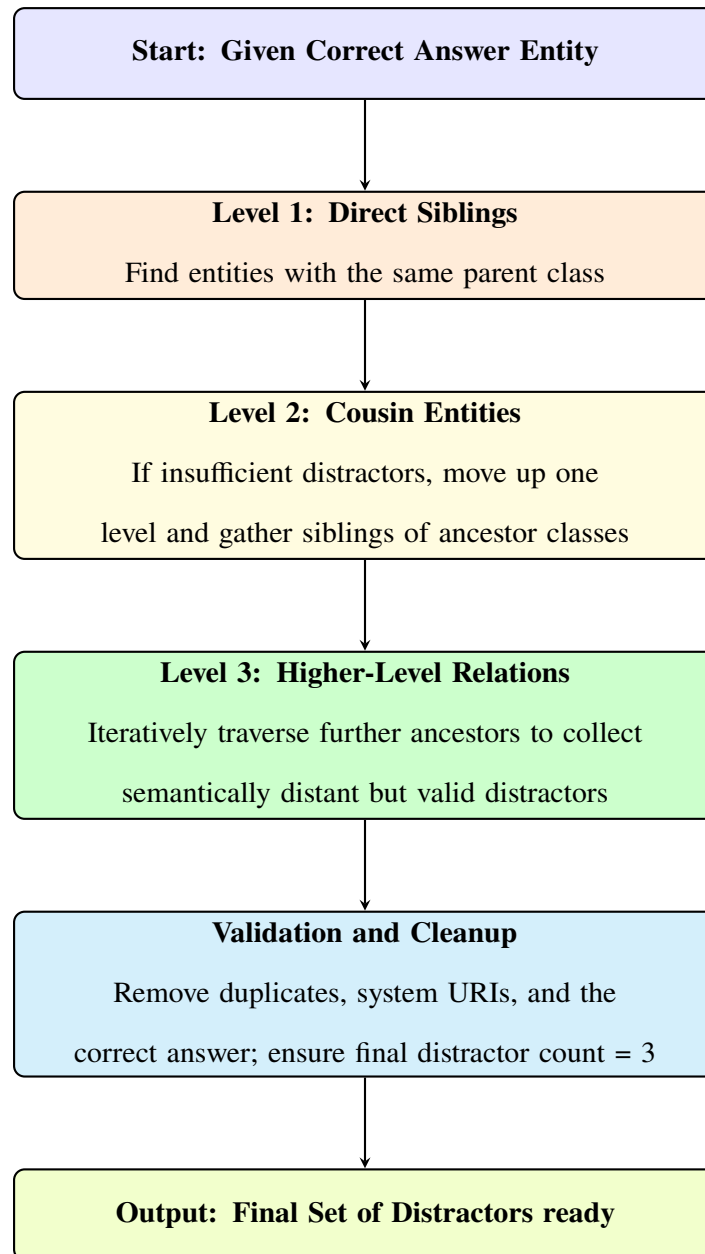 Start: Given Correct Answer Entity
Level 1: Direct Siblings
Find entities with the same parent class
Level 2: Cousin Entities
If insufficient distractors, move up one
level and gather siblings of ancestor classes
Level 3: Higher-Level Relations
Iteratively traverse further ancestors to collect
semantically distant but valid distractors
Validation and Cleanup
Remove duplicates, system URIs, and the
correct answer; ensure final distractor count = 3
Output: Final Set of Distractors ready